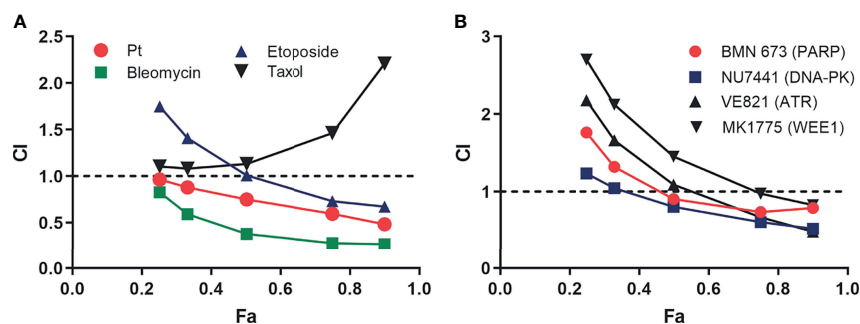 A
B
2.5
2.0
1.5
1.0
0.5
0.0
CI
Pt
Bleomycin
Etoposide
Taxol
0.0 0.2 0.4 0.6 0.8 1.0
Fa
3
2
1
0
CI
BMN 673 (PARP)
NU7441 (DNA-PK)
VE821 (ATR)
MK1775 (WEE1)
0.0 0.2 0.4 0.6 0.8 1.0
Fa